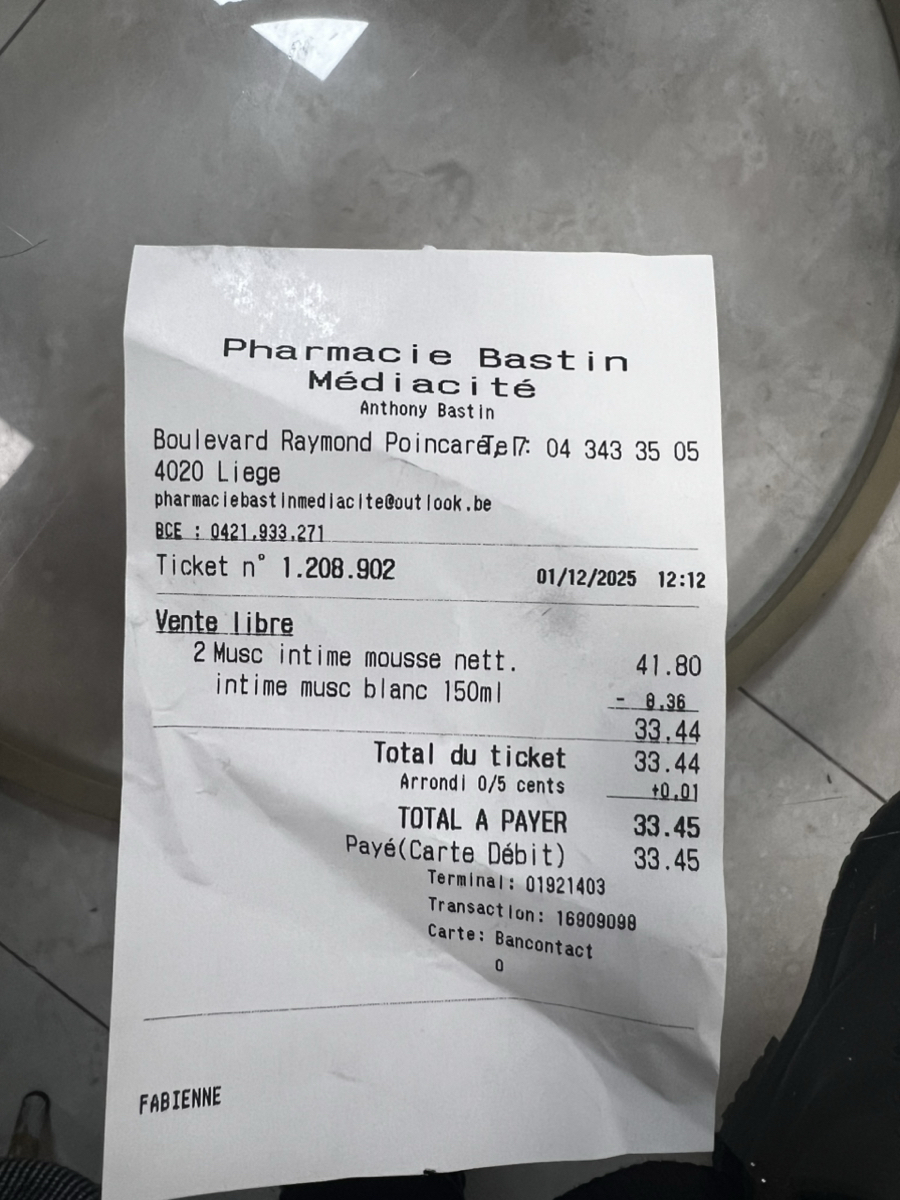 Pharmacie Bastin
Médiacité
Anthony Bastin
Boulevard Raymond Poincaré, 7 Tel: 04 343 35 05
4020 Liege
pharmaciebastinmediacite@outlook.be
BCE : 0421.933.271
Ticket n° 1.208.902 01/12/2025 12:12
Vente libre
2 Musc intime mousse nett. 41.80
intime musc blanc 150ml - 8.36
33.44
Total du ticket 33.44
Arrondi 0/5 cents +0.01
TOTAL A PAYER 33.45
Payé(Carte Débit) 33.45
Terminal: 01921403
Transaction: 16909098
Carte: Bancontact
0
FABIENNE